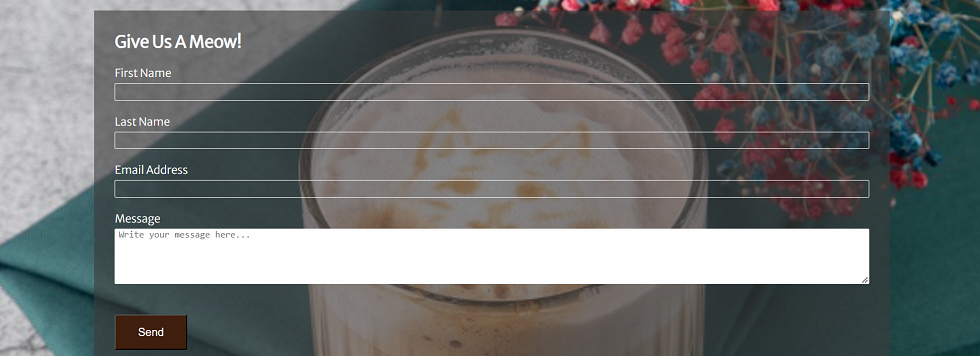 Give Us A Meow!
First Name
Last Name
Email Address
Message
Write your message here...
Send